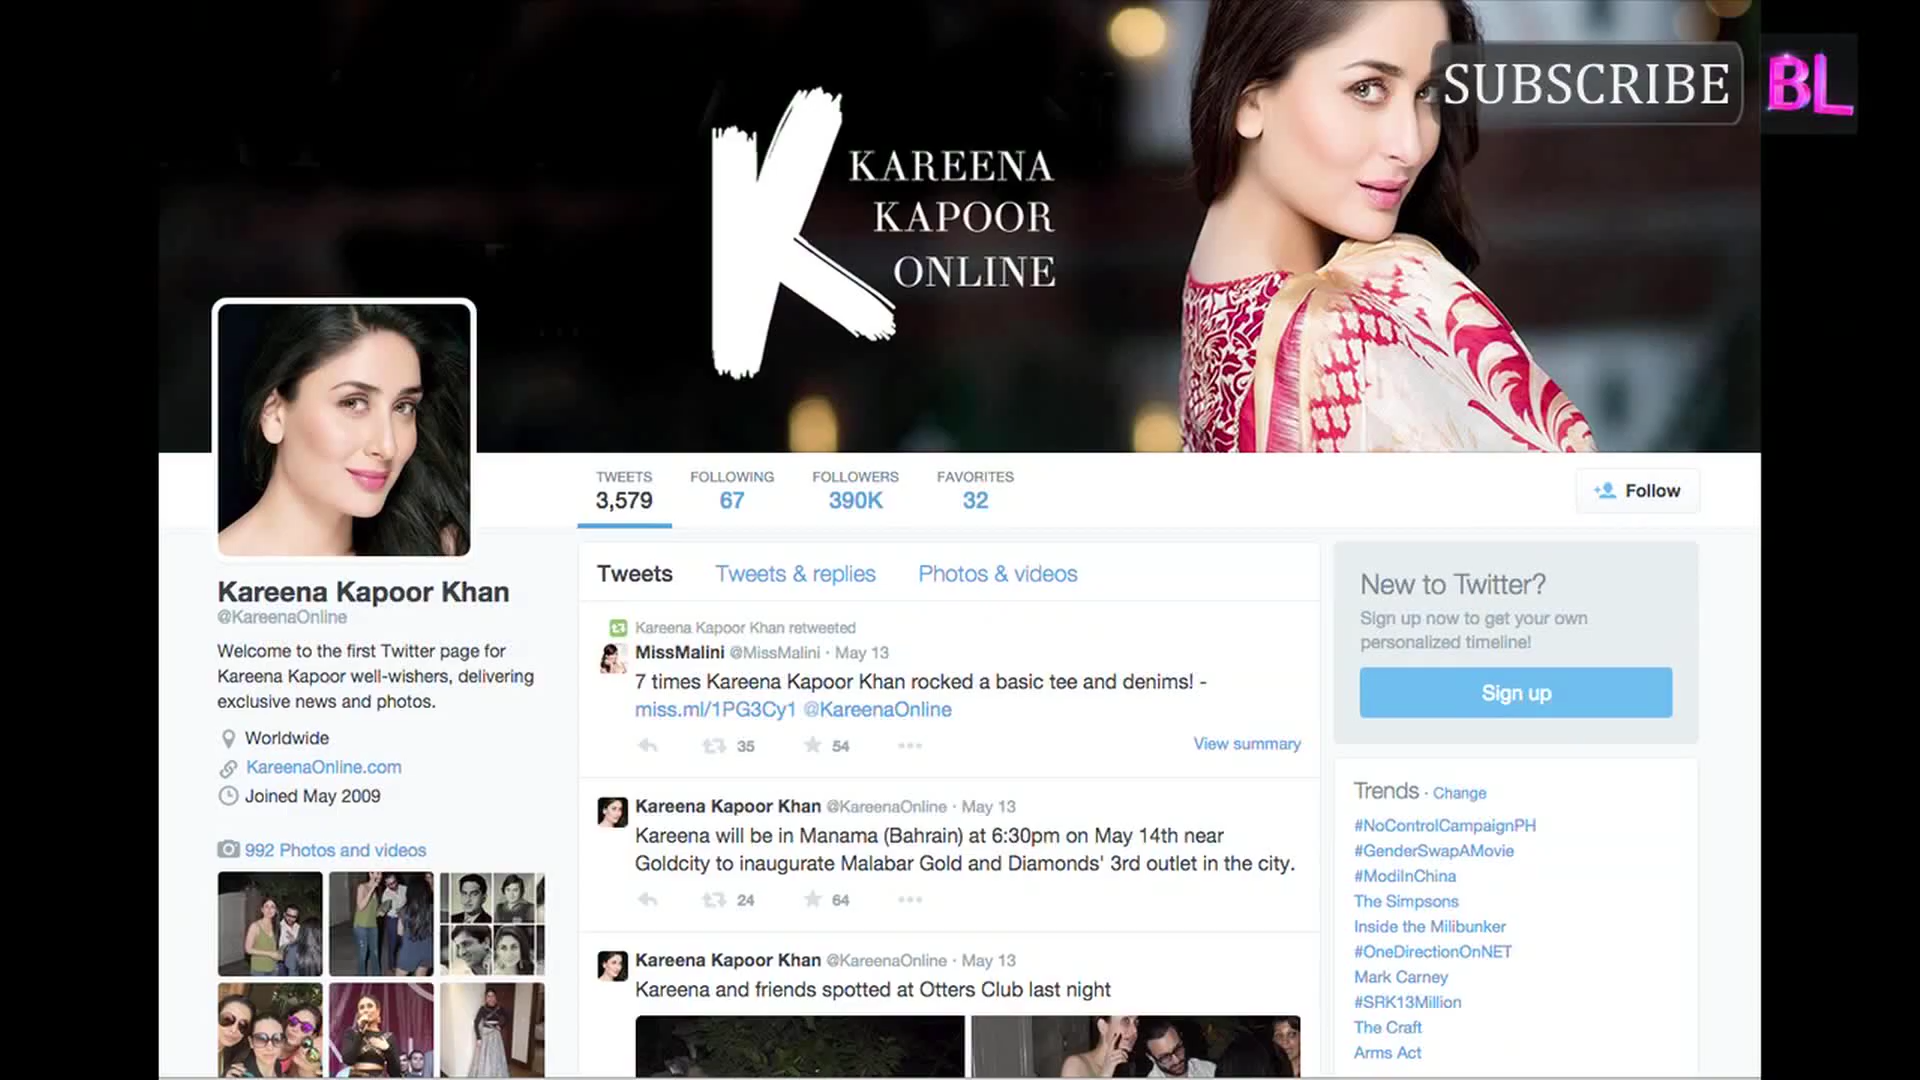 SUBSCRIBE BL
K
KAREENA
KAPOOR
ONLINE
TWEETS FOLLOWING FOLLOWERS FAVORITES
3,579 67 390K 32
Follow
Kareena Kapoor Khan
@KareenaOnline
Welcome to the first Twitter page for
Kareena Kapoor well-wishers, delivering
exclusive news and photos.
Worldwide
KareenaOnline.com
Joined May 2009
992 Photos and videos
Tweets Tweets & replies Photos & videos
Kareena Kapoor Khan retweeted
MissMalini @MissMalini · May 13
7 times Kareena Kapoor Khan rocked a basic tee and denims! -
miss.ml/1PG3Cy1 @KareenaOnline
35 54 View summary
Kareena Kapoor Khan @KareenaOnline · May 13
Kareena will be in Manama (Bahrain) at 6:30pm on May 14th near
Goldcity to inaugurate Malabar Gold and Diamonds' 3rd outlet in the city.
24 64
Kareena Kapoor Khan @KareenaOnline · May 13
Kareena and friends spotted at Otters Club last night
New to Twitter?
Sign up now to get your own
personalized timeline!
Sign up
Trends · Change
#NoControlCampaignPH
#GenderSwapAMovie
#ModiInChina
The Simpsons
Inside the Milibunker
#OneDirectionOnNET
Mark Carney
#SRK13Million
The Craft
Arms Act